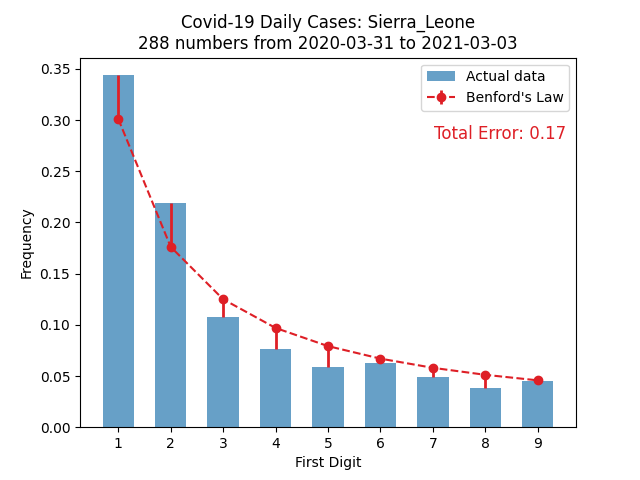 Covid-19 Daily Cases: Sierra_Leone
288 numbers from 2020-03-31 to 2021-03-03
Actual data
Benford's Law
Total Error: 0.17
Frequency
0.35
0.30
0.25
0.20
0.15
0.10
0.05
0.00
1 2 3 4 5 6 7 8 9
First Digit